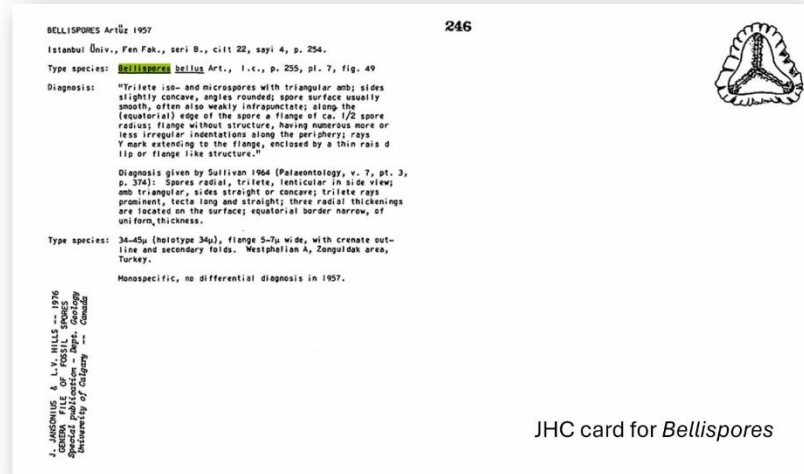 BELLISPORES Artüz 1957
246
Istanbul Üniv., Fen Fak., seri B., cilt 22, sayi 4, p. 254.
Type species: Bellispores bellus Art., l.c., p. 255, pl. 7, fig. 49
Diagnosis: "Trilete iso- and microspores with triangular amb; sides
slightly concave, angles rounded; spore surface usually
smooth, often also weakly infrapunctate; along the
(equatorial) edge of the spore a flange of ca. 1/2 spore
radius; flange without structure, having numerous more or
less irregular indentations along the periphery; rays
Y mark extending to the flange, enclosed by a thin rais d
lip or flange like structure."
Diagnosis given by Sullivan 1964 (Palaeontology, v. 7, pt. 3,
p. 374): Spores radial, trilete, lenticular in side view;
amb triangular, sides straight or concave; trilete rays
prominent, tecta long and straight; three radial thickenings
are located on the surface; equatorial border narrow, of
uniform thickness.
Type species: 34-45µ (holotype 34µ), flange 5-7µ wide, with crenate out-
line and secondary folds. Westphalian A, Zonguldak area,
Turkey.
Monospecific, no differential diagnosis in 1957.
J. JANSONIUS & L.V. HILLS -- 1976
GENERA FILE OF FOSSIL SPORES
Special publication - Dept. Geology
University of Calgary -- Canada
JHC card for Bellispores